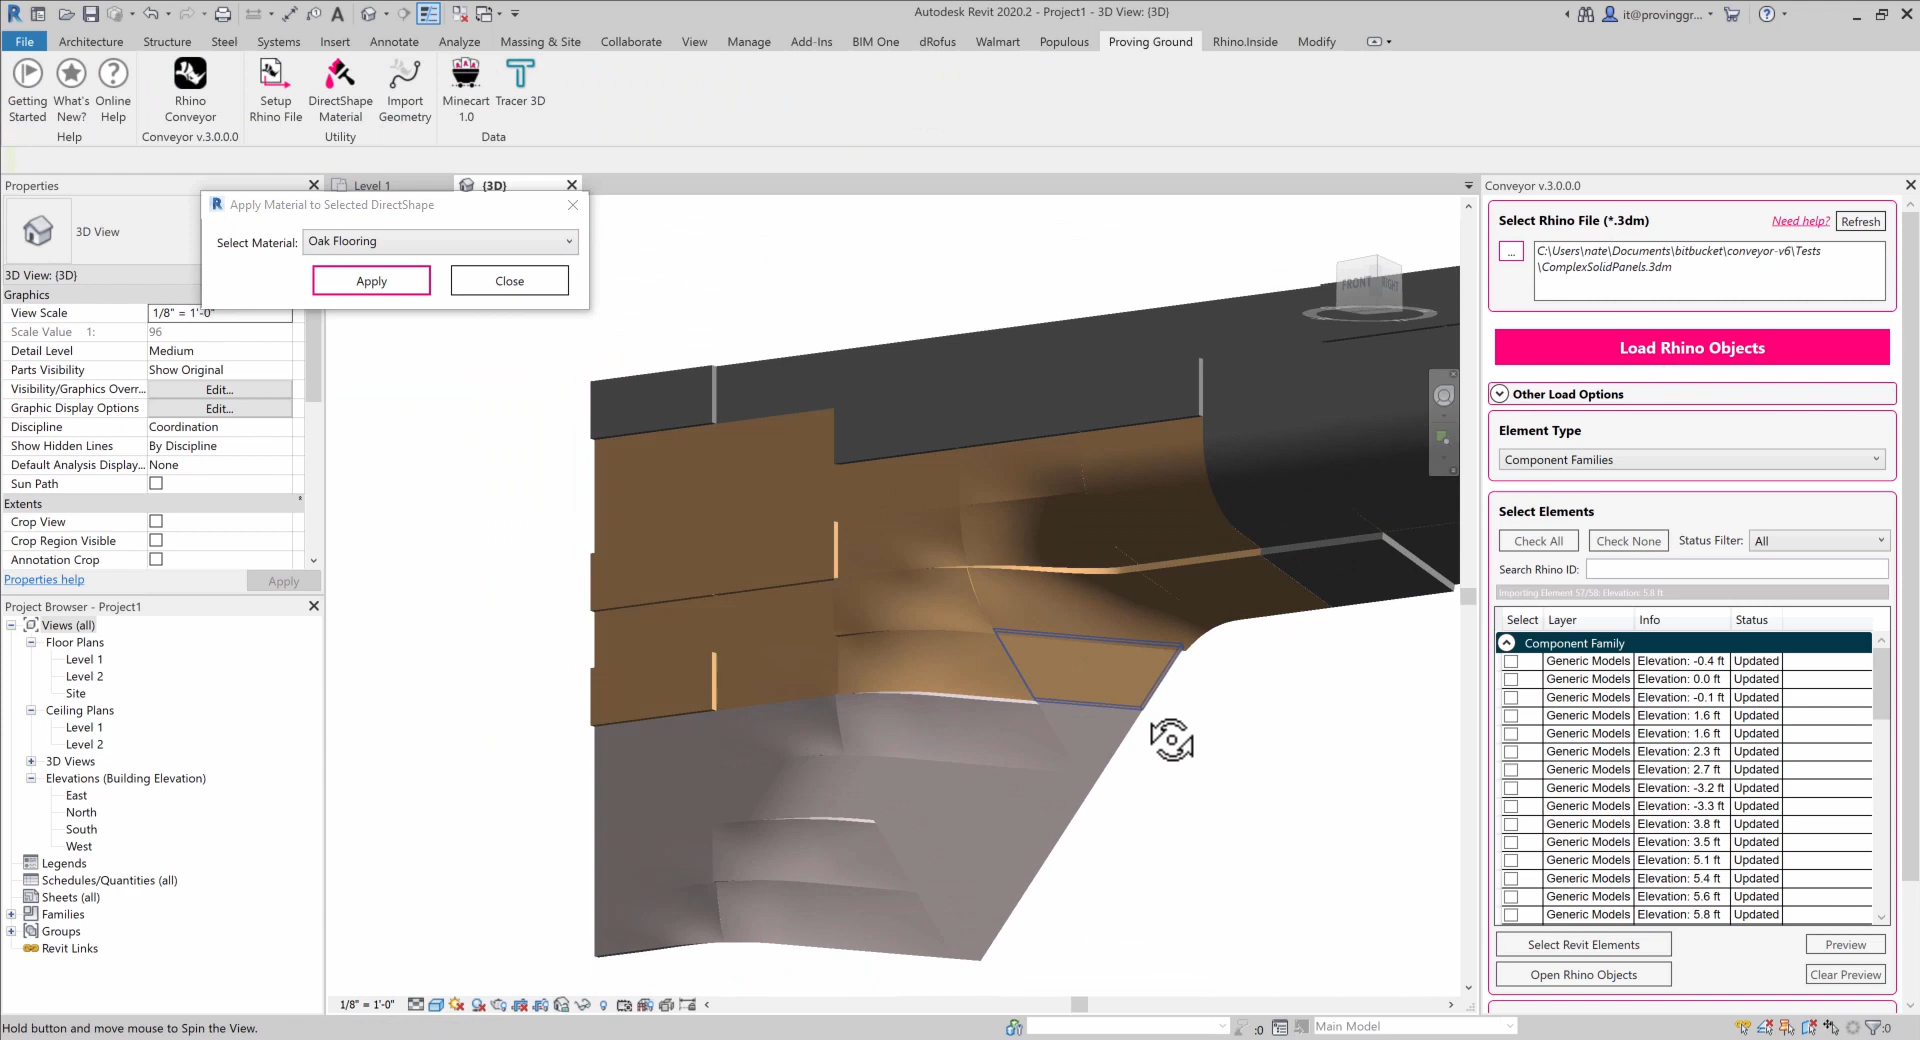 Autodesk Revit 2020.2 - Project1 - 3D View: {3D}
it@provinggr...
File Architecture Structure Steel Systems Insert Annotate Analyze Massing & Site Collaborate View Manage Add-Ins BIM One dRofus Walmart Populous Proving Ground Rhino.Inside Modify
Getting Started
What's New?
Online Help
Rhino Conveyor
Setup Rhino File
DirectShape Material
Import Geometry
Minecart 1.0
Tracer 3D
Help
Conveyor v.3.0.0.0
Utility
Data
Properties
Level 1
{3D}
Conveyor v.3.0.0.0
Apply Material to Selected DirectShape
Select Material: Oak Flooring
Apply
Close
3D View
3D View: {3D}
Graphics
View Scale 1/8" = 1'-0"
Scale Value 1: 96
Detail Level Medium
Parts Visibility Show Original
Visibility/Graphics Overr... Edit...
Graphic Display Options Edit...
Discipline Coordination
Show Hidden Lines By Discipline
Default Analysis Display... None
Sun Path
Extents
Crop View
Crop Region Visible
Annotation Crop
Properties help
Apply
Project Browser - Project1
Views (all)
Floor Plans
Level 1
Level 2
Site
Ceiling Plans
Level 1
Level 2
3D Views
Elevations (Building Elevation)
East
North
South
West
Legends
Schedules/Quantities (all)
Sheets (all)
Families
Groups
Revit Links
FRONT RIGHT
Select Rhino File (*.3dm)
Need help?
Refresh
...
C:\Users\nate\Documents\bitbucket\conveyor-v6\Tests
\ComplexSolidPanels.3dm
Load Rhino Objects
Other Load Options
Element Type
Component Families
Select Elements
Check All
Check None
Status Filter: All
Search Rhino ID:
Importing Element 57/58: Elevation: 5.8 ft
Select Layer Info Status
Component Family
Generic Models Elevation: -0.4 ft Updated
Generic Models Elevation: 0.0 ft Updated
Generic Models Elevation: -0.1 ft Updated
Generic Models Elevation: 1.6 ft Updated
Generic Models Elevation: 1.6 ft Updated
Generic Models Elevation: 2.3 ft Updated
Generic Models Elevation: 2.7 ft Updated
Generic Models Elevation: -3.2 ft Updated
Generic Models Elevation: -3.3 ft Updated
Generic Models Elevation: 3.8 ft Updated
Generic Models Elevation: 3.5 ft Updated
Generic Models Elevation: 5.1 ft Updated
Generic Models Elevation: 5.4 ft Updated
Generic Models Elevation: 5.6 ft Updated
Generic Models Elevation: 5.8 ft Updated
Select Revit Elements
Preview
Open Rhino Objects
Clear Preview
1/8" = 1'-0"
Hold button and move mouse to Spin the View.
:0
Main Model
:0